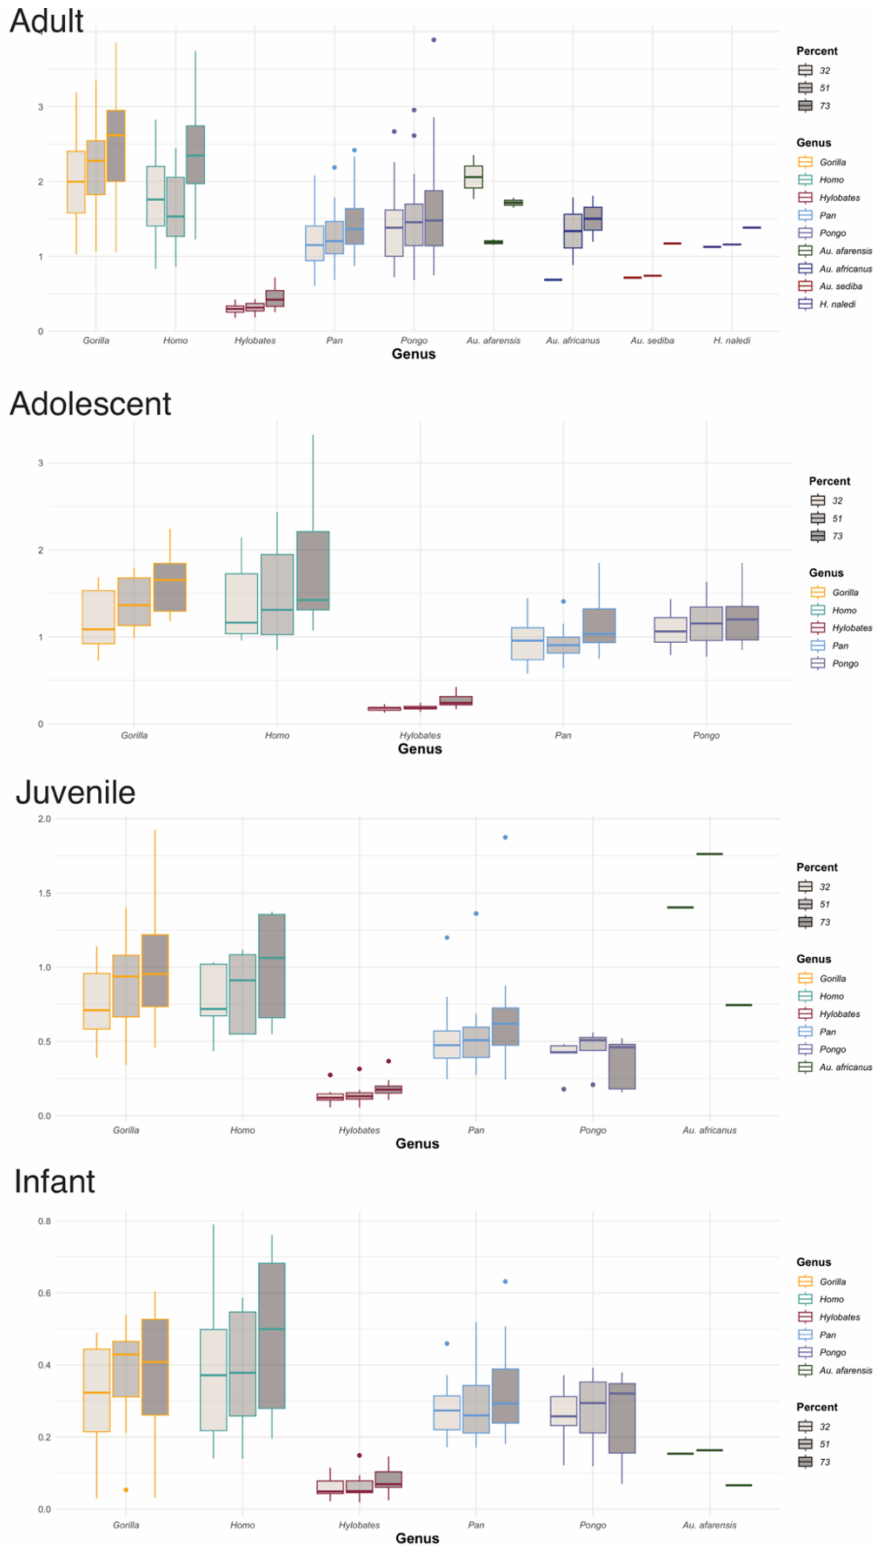 Adult
3
2
1
0
Gorilla Homo Hylobates Pan Pongo Au. afarensis Au. africanus Au. sediba H. naledi
Genus
Percent
32
51
73
Genus
Gorilla
Homo
Hylobates
Pan
Pongo
Au. afarensis
Au. africanus
Au. sediba
H. naledi
Adolescent
3
2
1
0
Gorilla Homo Hylobates Pan Pongo
Genus
Percent
32
51
73
Genus
Gorilla
Homo
Hylobates
Pan
Pongo
Juvenile
2.0
1.5
1.0
0.5
0.0
Gorilla Homo Hylobates Pan Pongo Au. africanus
Genus
Percent
32
51
73
Genus
Gorilla
Homo
Hylobates
Pan
Pongo
Au. africanus
Infant
0.8
0.6
0.4
0.2
0.0
Gorilla Homo Hylobates Pan Pongo Au. afarensis
Genus
Genus
Gorilla
Homo
Hylobates
Pan
Pongo
Au. afarensis
Percent
32
51
73